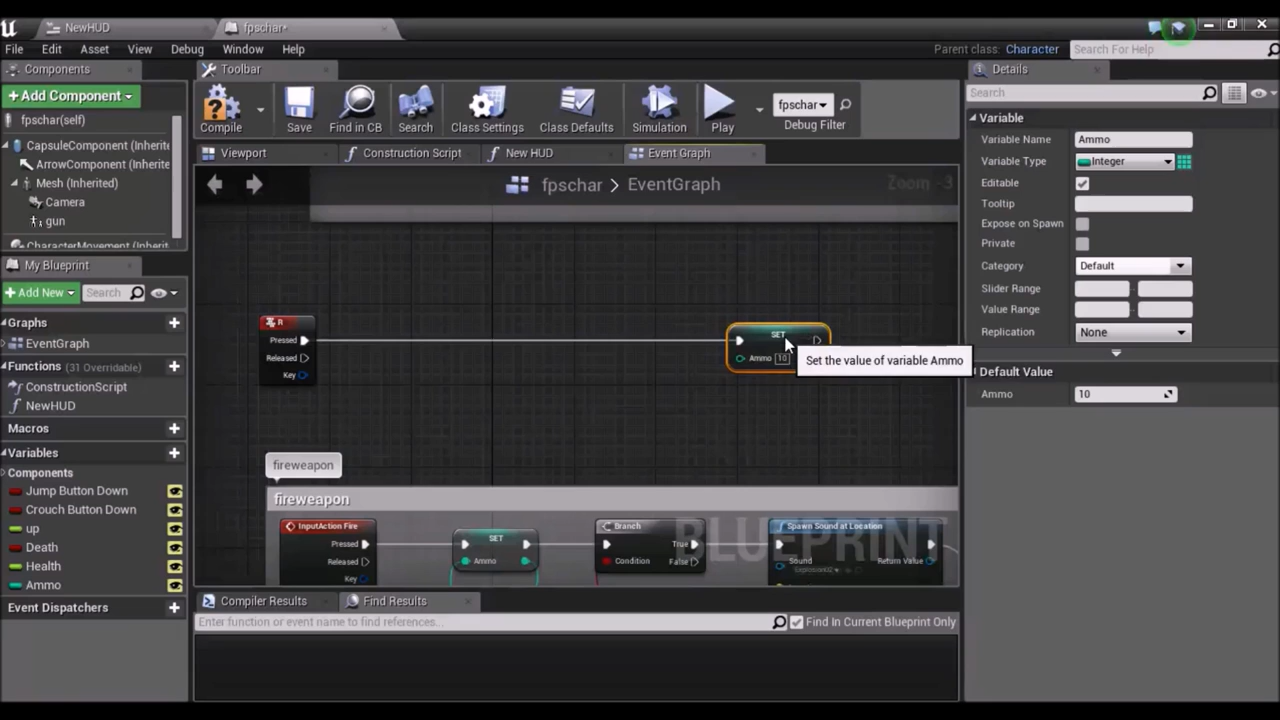 NewHUD
fpschar*
File Edit Asset View Debug Window Help
Parent class: Character
Search For Help
Components
+Add Component
fpschar(self)
CapsuleComponent (Inherite
ArrowComponent (Inherited
Mesh (Inherited)
Camera
gun
CharacterMovement (Inherit
My Blueprint
+Add New
Search
Graphs
EventGraph
Functions (31 Overridable)
ConstructionScript
NewHUD
Macros
Variables
Components
Jump Button Down
Crouch Button Down
up
Death
Health
Ammo
Event Dispatchers
Toolbar
Compile
Save
Find in CB
Search
Class Settings
Class Defaults
Simulation
Play
fpschar
Debug Filter
Viewport
Construction Script
New HUD
Event Graph
fpschar > EventGraph
Zoom -3
R
Pressed
Released
Key
SET
Ammo 10
Set the value of variable Ammo
fireweapon
fireweapon
InputAction Fire
Pressed
Released
Key
SET
Ammo
Branch
True
Condition False
Spawn Sound at Location
Sound Return Value
BLUEPRINT
Compiler Results
Find Results
Enter function or event name to find references...
Find In Current Blueprint Only
Details
Search
Variable
Variable Name Ammo
Variable Type Integer
Editable
Tooltip
Expose on Spawn
Private
Category Default
Slider Range
Value Range
Replication None
Default Value
Ammo 10